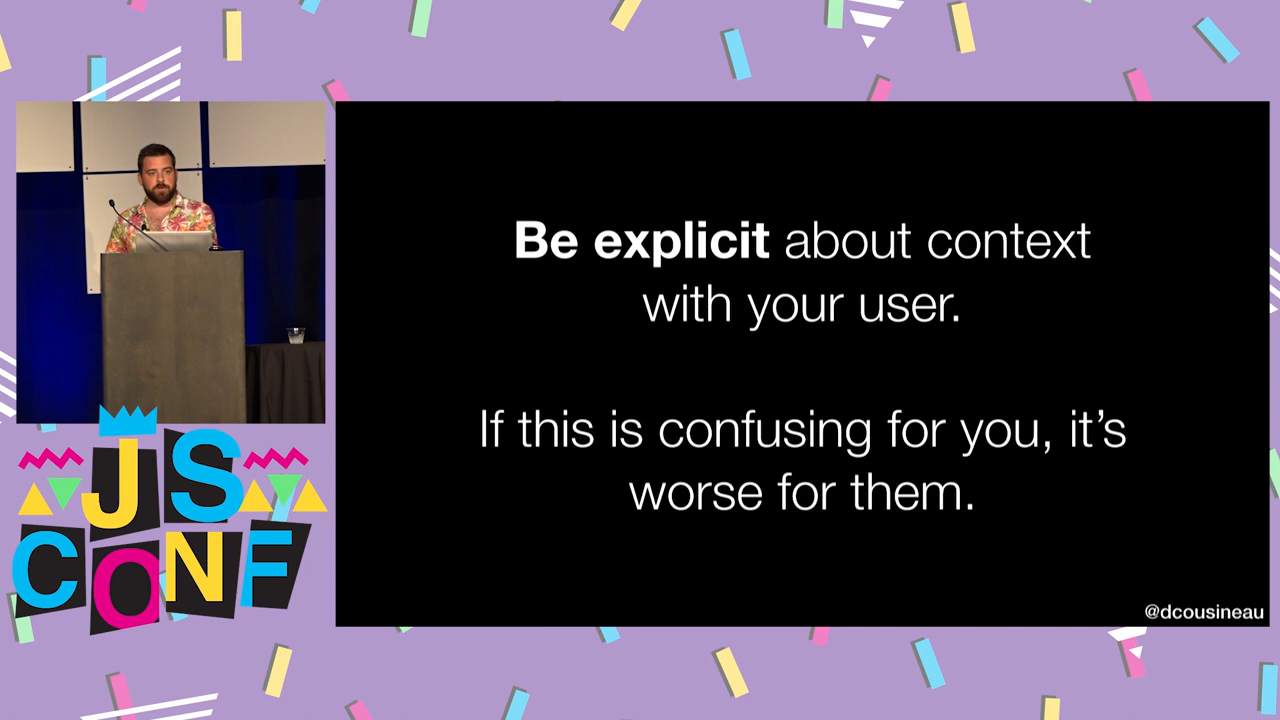 Be explicit about context
with your user.
If this is confusing for you, it’s
worse for them.
@dcousineau
JS
CONF